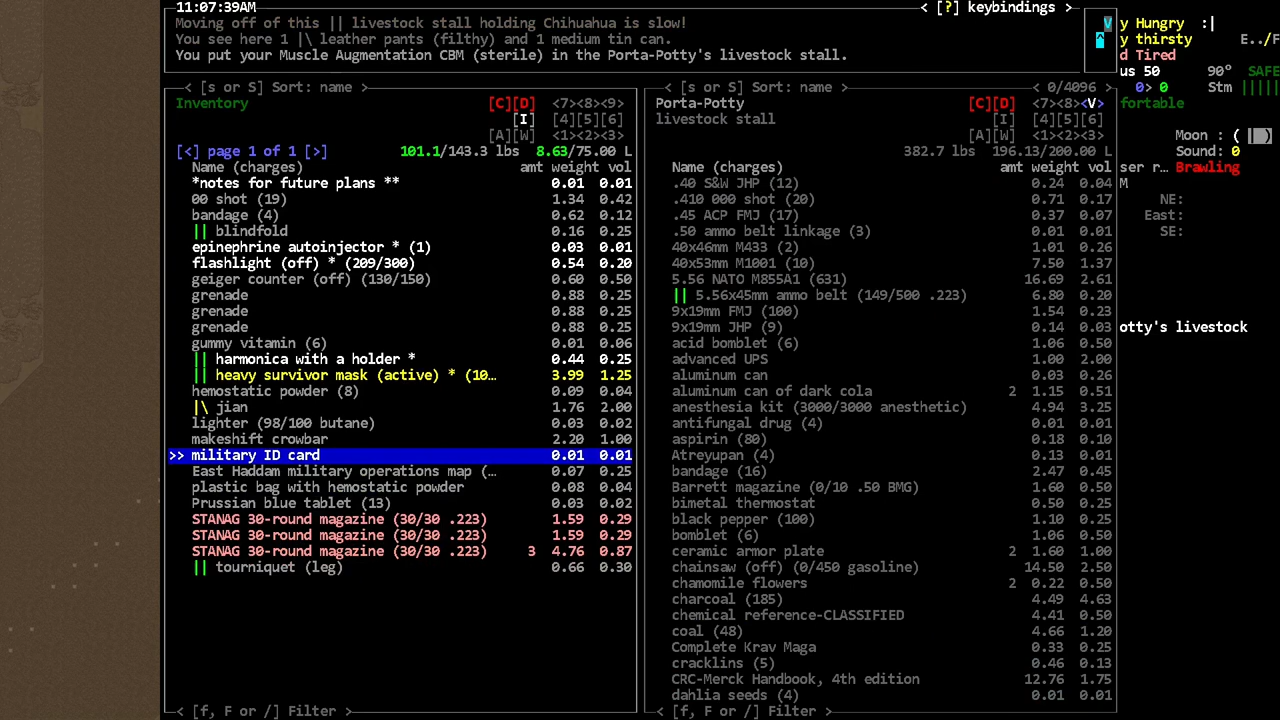 11:07:39AM
Moving off of this || livestock stall holding Chihuahua is slow!
You see here 1 |\ leather pants (filthy) and 1 medium tin can.
You put your Muscle Augmentation CBM (sterile) in the Porta-Potty's livestock stall.
< [?] keybindings >
V
^
y Hungry :|
y thirsty E../F
d Tired
us 50 90° SAFE
0> 0 Stm |||||
fortable
Moon : ( |)
Sound: 0
ser r… Brawling
M
NE:
East:
SE:
otty's livestock
< [s or S] Sort: name >
Inventory [C][D] <7><8><9>
[I] [4][5][6]
[A][W] <1><2><3>
[<] page 1 of 1 [>] 101.1/143.3 lbs 8.63/75.00 L
Name (charges) amt weight vol
*notes for future plans ** 0.01 0.01
00 shot (19) 1.34 0.42
bandage (4) 0.62 0.12
|| blindfold 0.16 0.25
epinephrine autoinjector * (1) 0.03 0.01
flashlight (off) * (209/300) 0.54 0.20
geiger counter (off) (130/150) 0.60 0.50
grenade 0.88 0.25
grenade 0.88 0.25
grenade 0.88 0.25
gummy vitamin (6) 0.01 0.06
|| harmonica with a holder * 0.44 0.25
|| heavy survivor mask (active) * (10… 3.99 1.25
hemostatic powder (8) 0.09 0.04
|\ jian 1.76 2.00
lighter (98/100 butane) 0.03 0.02
makeshift crowbar 2.20 1.00
>> military ID card 0.01 0.01
East Haddam military operations map (… 0.07 0.25
plastic bag with hemostatic powder 0.08 0.04
Prussian blue tablet (13) 0.03 0.02
STANAG 30-round magazine (30/30 .223) 1.59 0.29
STANAG 30-round magazine (30/30 .223) 1.59 0.29
STANAG 30-round magazine (30/30 .223) 3 4.76 0.87
|| tourniquet (leg) 0.66 0.30
< [f, F or /] Filter >
< [s or S] Sort: name > 0/4096
Porta-Potty [C][D] <7><8><V>
livestock stall [I] [4][5][6]
[A][W] <1><2><3>
382.7 lbs 196.13/200.00 L
Name (charges) amt weight vol
.40 S&W JHP (12) 0.24 0.04
.410 000 shot (20) 0.71 0.17
.45 ACP FMJ (17) 0.37 0.07
.50 ammo belt linkage (3) 0.01 0.01
40x46mm M433 (2) 1.01 0.26
40x53mm M1001 (10) 7.50 1.37
5.56 NATO M855A1 (631) 16.69 2.61
|| 5.56x45mm ammo belt (149/500 .223) 6.80 0.20
9x19mm FMJ (100) 1.54 0.23
9x19mm JHP (9) 0.14 0.03
acid bomblet (6) 1.06 0.50
advanced UPS 1.00 2.00
aluminum can 0.03 0.26
aluminum can of dark cola 2 1.15 0.51
anesthesia kit (3000/3000 anesthetic) 4.94 3.25
antifungal drug (4) 0.01 0.01
aspirin (80) 0.18 0.10
Atreyupan (4) 0.13 0.01
bandage (16) 2.47 0.45
Barrett magazine (0/10 .50 BMG) 1.60 0.50
bimetal thermostat 0.50 0.25
black pepper (100) 1.10 0.25
bomblet (6) 1.06 0.50
ceramic armor plate 2 1.60 1.00
chainsaw (off) (0/450 gasoline) 14.50 2.50
chamomile flowers 2 0.22 0.50
charcoal (185) 4.49 4.63
chemical reference-CLASSIFIED 4.41 0.50
coal (48) 4.66 1.20
Complete Krav Maga 0.33 0.25
cracklins (5) 0.46 0.13
CRC-Merck Handbook, 4th edition 12.76 1.75
dahlia seeds (4) 0.01 0.01
< [f, F or /] Filter >